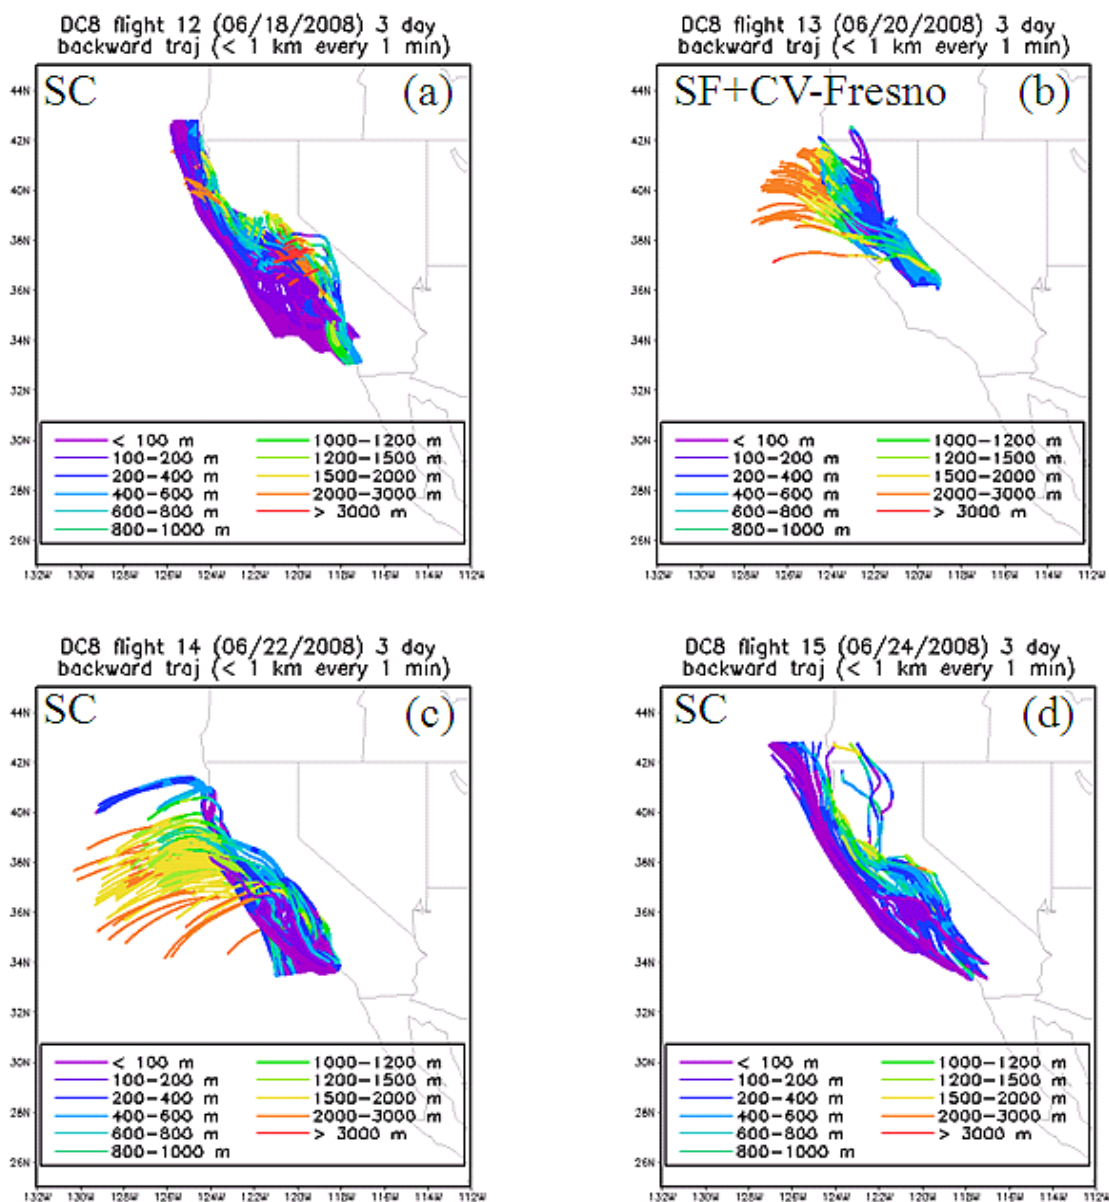 DC8 flight 12 (06/18/2008) 3 day
backward traj (< 1 km every 1 min)
SC (a)
44N
42N
40N
38N
36N
34N
32N
30N
28N
26N
132W 130W 128W 126W 124W 122W 120W 118W 116W 114W 112W
< 100 m 1000-1200 m
100-200 m 1200-1500 m
200-400 m 1500-2000 m
400-600 m 2000-3000 m
600-800 m > 3000 m
800-1000 m
DC8 flight 13 (06/20/2008) 3 day
backward traj (< 1 km every 1 min)
SF+CV-Fresno (b)
44N
42N
40N
38N
36N
34N
32N
30N
28N
26N
132W 130W 128W 126W 124W 122W 120W 118W 116W 114W 112W
< 100 m 1000-1200 m
100-200 m 1200-1500 m
200-400 m 1500-2000 m
400-600 m 2000-3000 m
600-800 m > 3000 m
800-1000 m
DC8 flight 14 (06/22/2008) 3 day
backward traj (< 1 km every 1 min)
SC (c)
44N
42N
40N
38N
36N
34N
32N
30N
28N
26N
132W 130W 128W 126W 124W 122W 120W 118W 116W 114W 112W
< 100 m 1000-1200 m
100-200 m 1200-1500 m
200-400 m 1500-2000 m
400-600 m 2000-3000 m
600-800 m > 3000 m
800-1000 m
DC8 flight 15 (06/24/2008) 3 day
backward traj (< 1 km every 1 min)
SC (d)
44N
42N
40N
38N
36N
34N
32N
30N
28N
26N
132W 130W 128W 126W 124W 122W 120W 118W 116W 114W 112W
< 100 m 1000-1200 m
100-200 m 1200-1500 m
200-400 m 1500-2000 m
400-600 m 2000-3000 m
600-800 m > 3000 m
800-1000 m